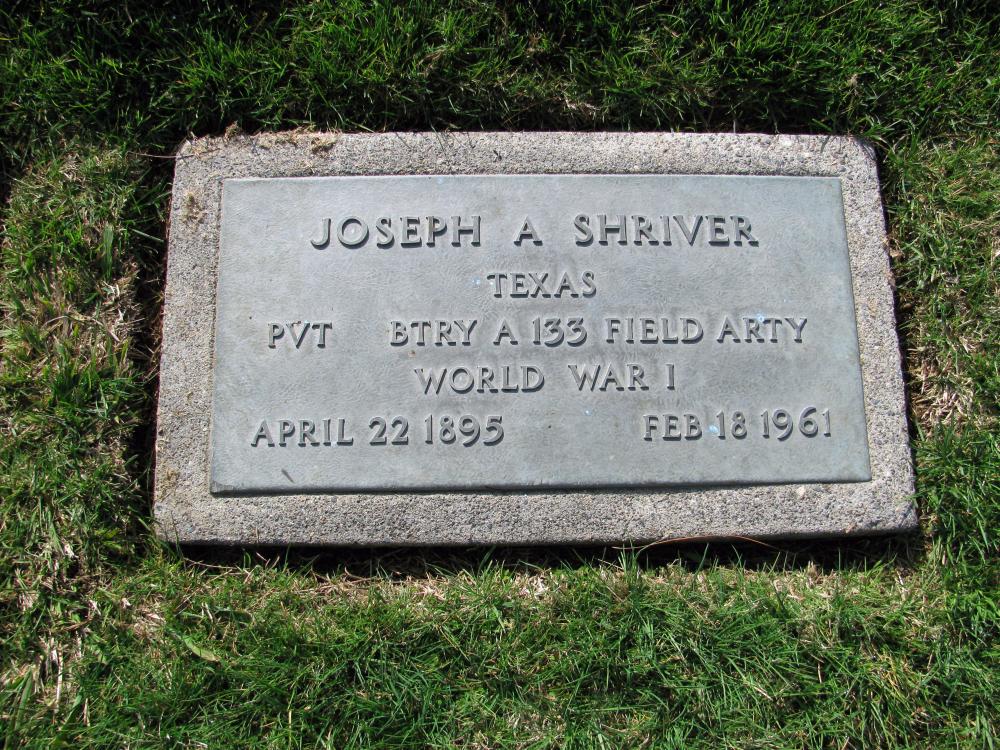 JOSEPH A SHRIVER
TEXAS
PVT BTRY A 133 FIELD ARTY
WORLD WAR I
APRIL 22 1895 FEB 18 1961